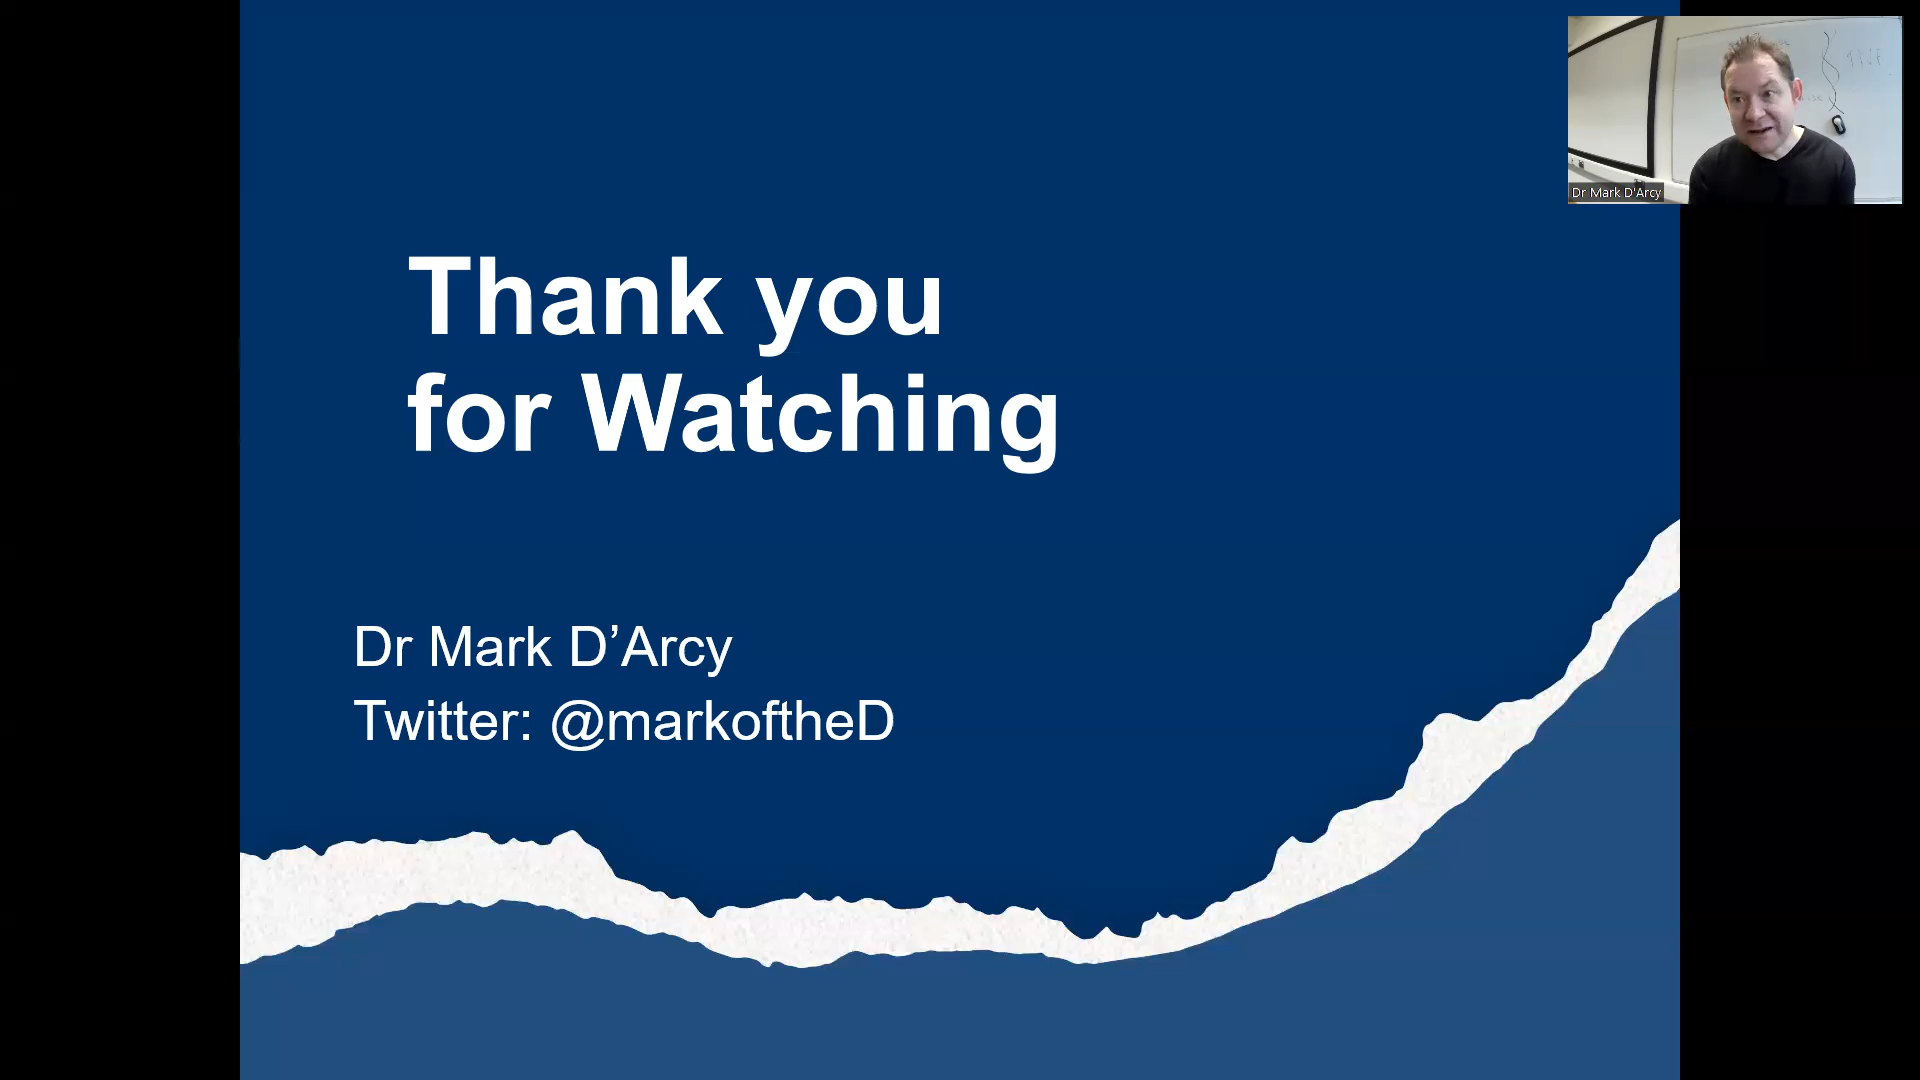 Thank you
for Watching
Dr Mark D’Arcy
Twitter: @markoftheD
Dr Mark D'Arcy